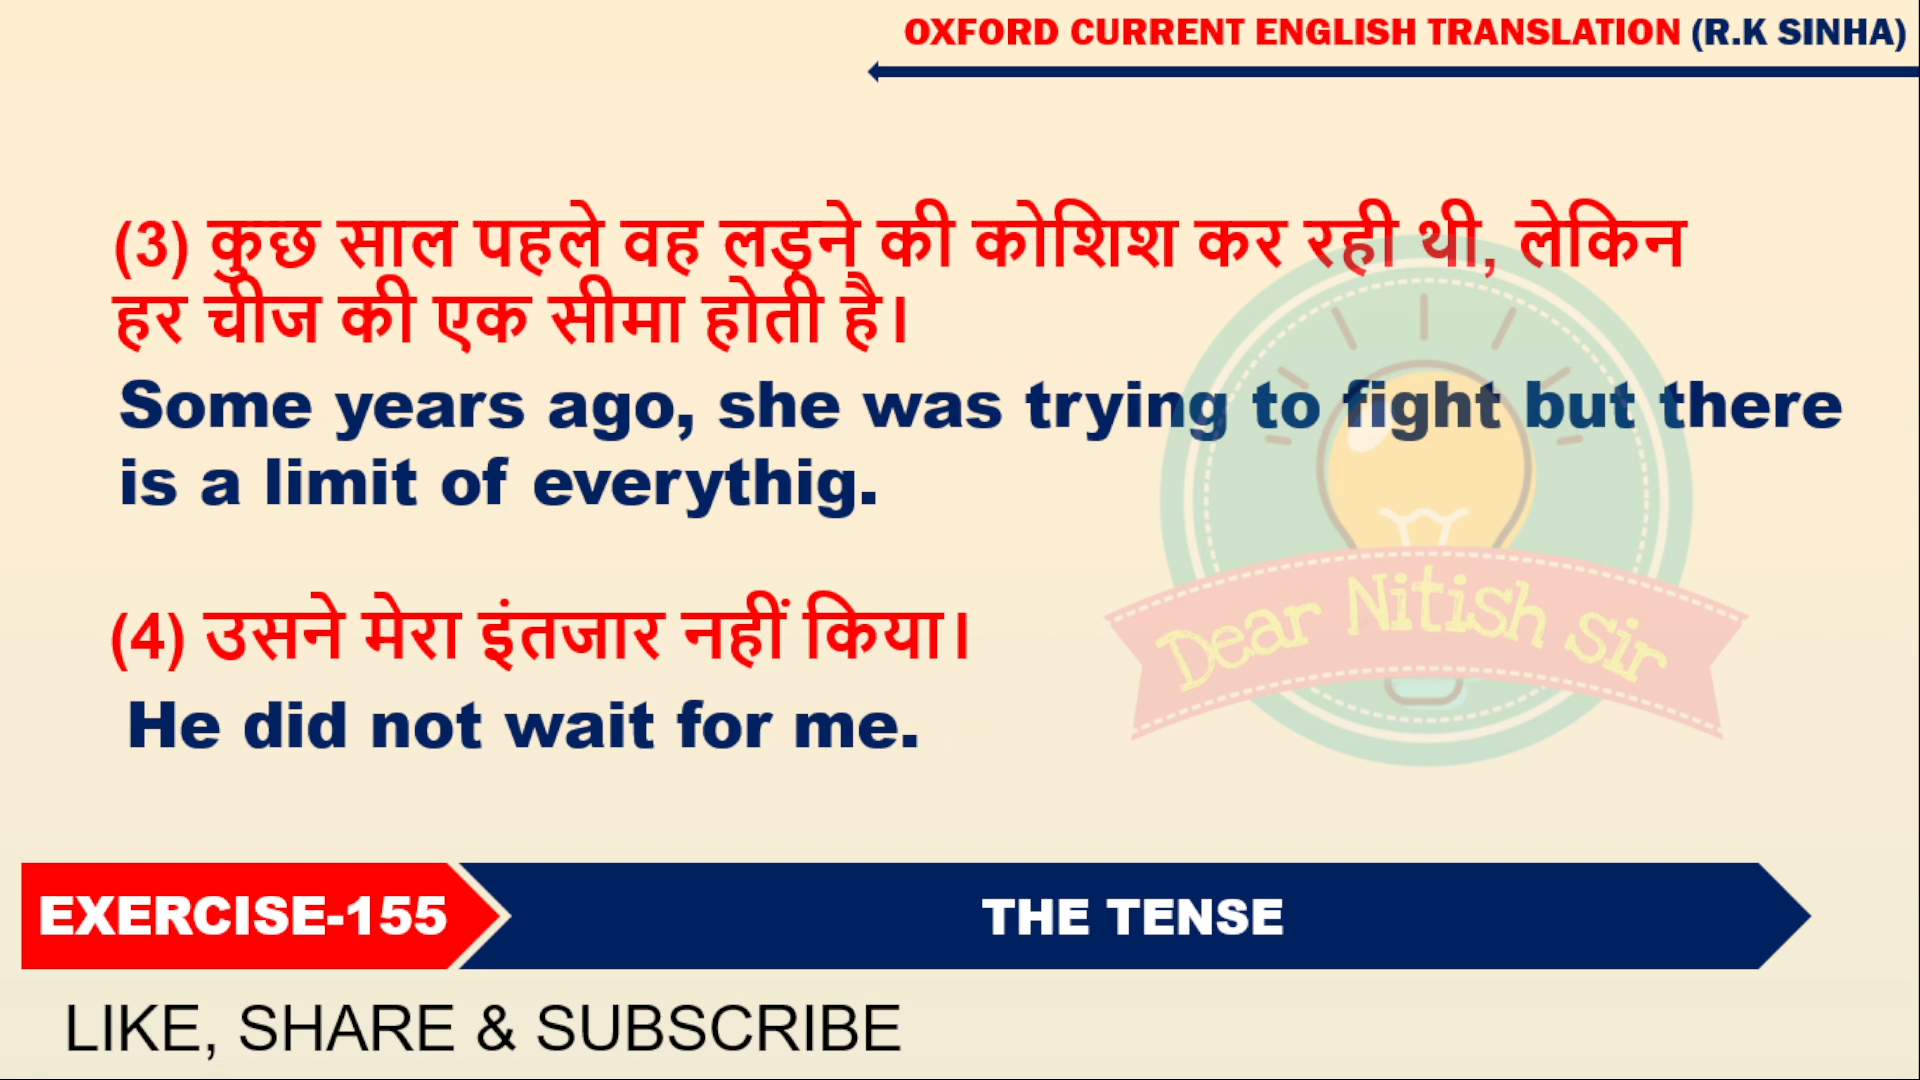 OXFORD CURRENT ENGLISH TRANSLATION (R.K SINHA)
(3) कुछ साल पहले वह लड़ने की कोशिश कर रही थी, लेकिन
हर चीज की एक सीमा होती है।
Some years ago, she was trying to fight but there
is a limit of everythig.
(4) उसने मेरा इंतजार नहीं किया।
He did not wait for me.
Dear Nitish Sir
EXERCISE-155
THE TENSE
LIKE, SHARE & SUBSCRIBE